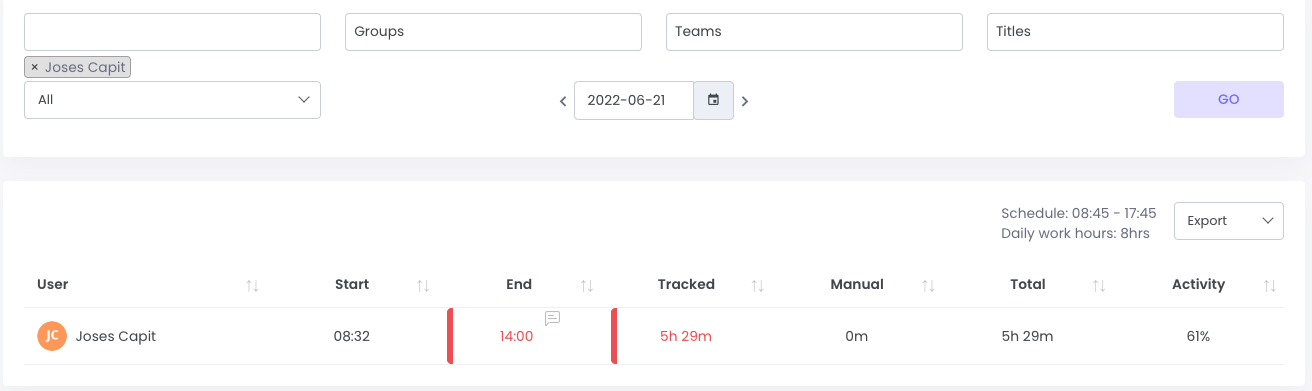 Groups
Teams
Titles
× Joses Capit
All
2022-06-21
GO
Schedule: 08:45 - 17:45
Daily work hours: 8hrs
Export
User Start End Tracked Manual Total Activity
JC Joses Capit 08:32 14:00 5h 29m 0m 5h 29m 61%